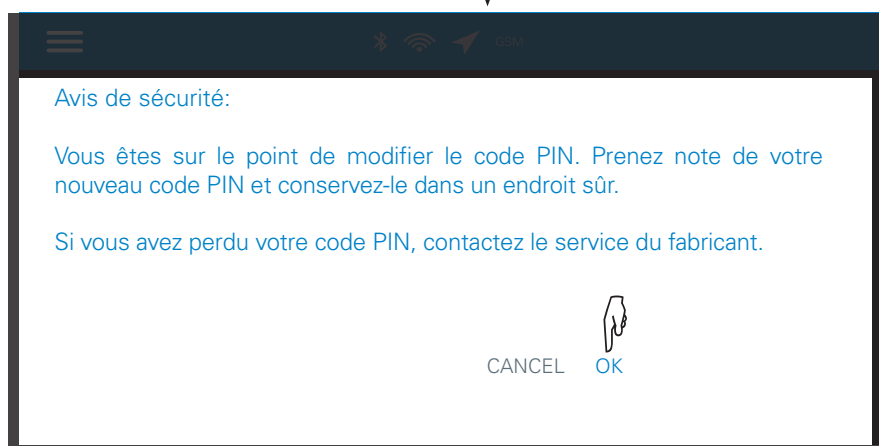 GSM
Avis de sécurité:
Vous êtes sur le point de modifier le code PIN. Prenez note de votre
nouveau code PIN et conservez-le dans un endroit sûr.
Si vous avez perdu votre code PIN, contactez le service du fabricant.
CANCEL OK